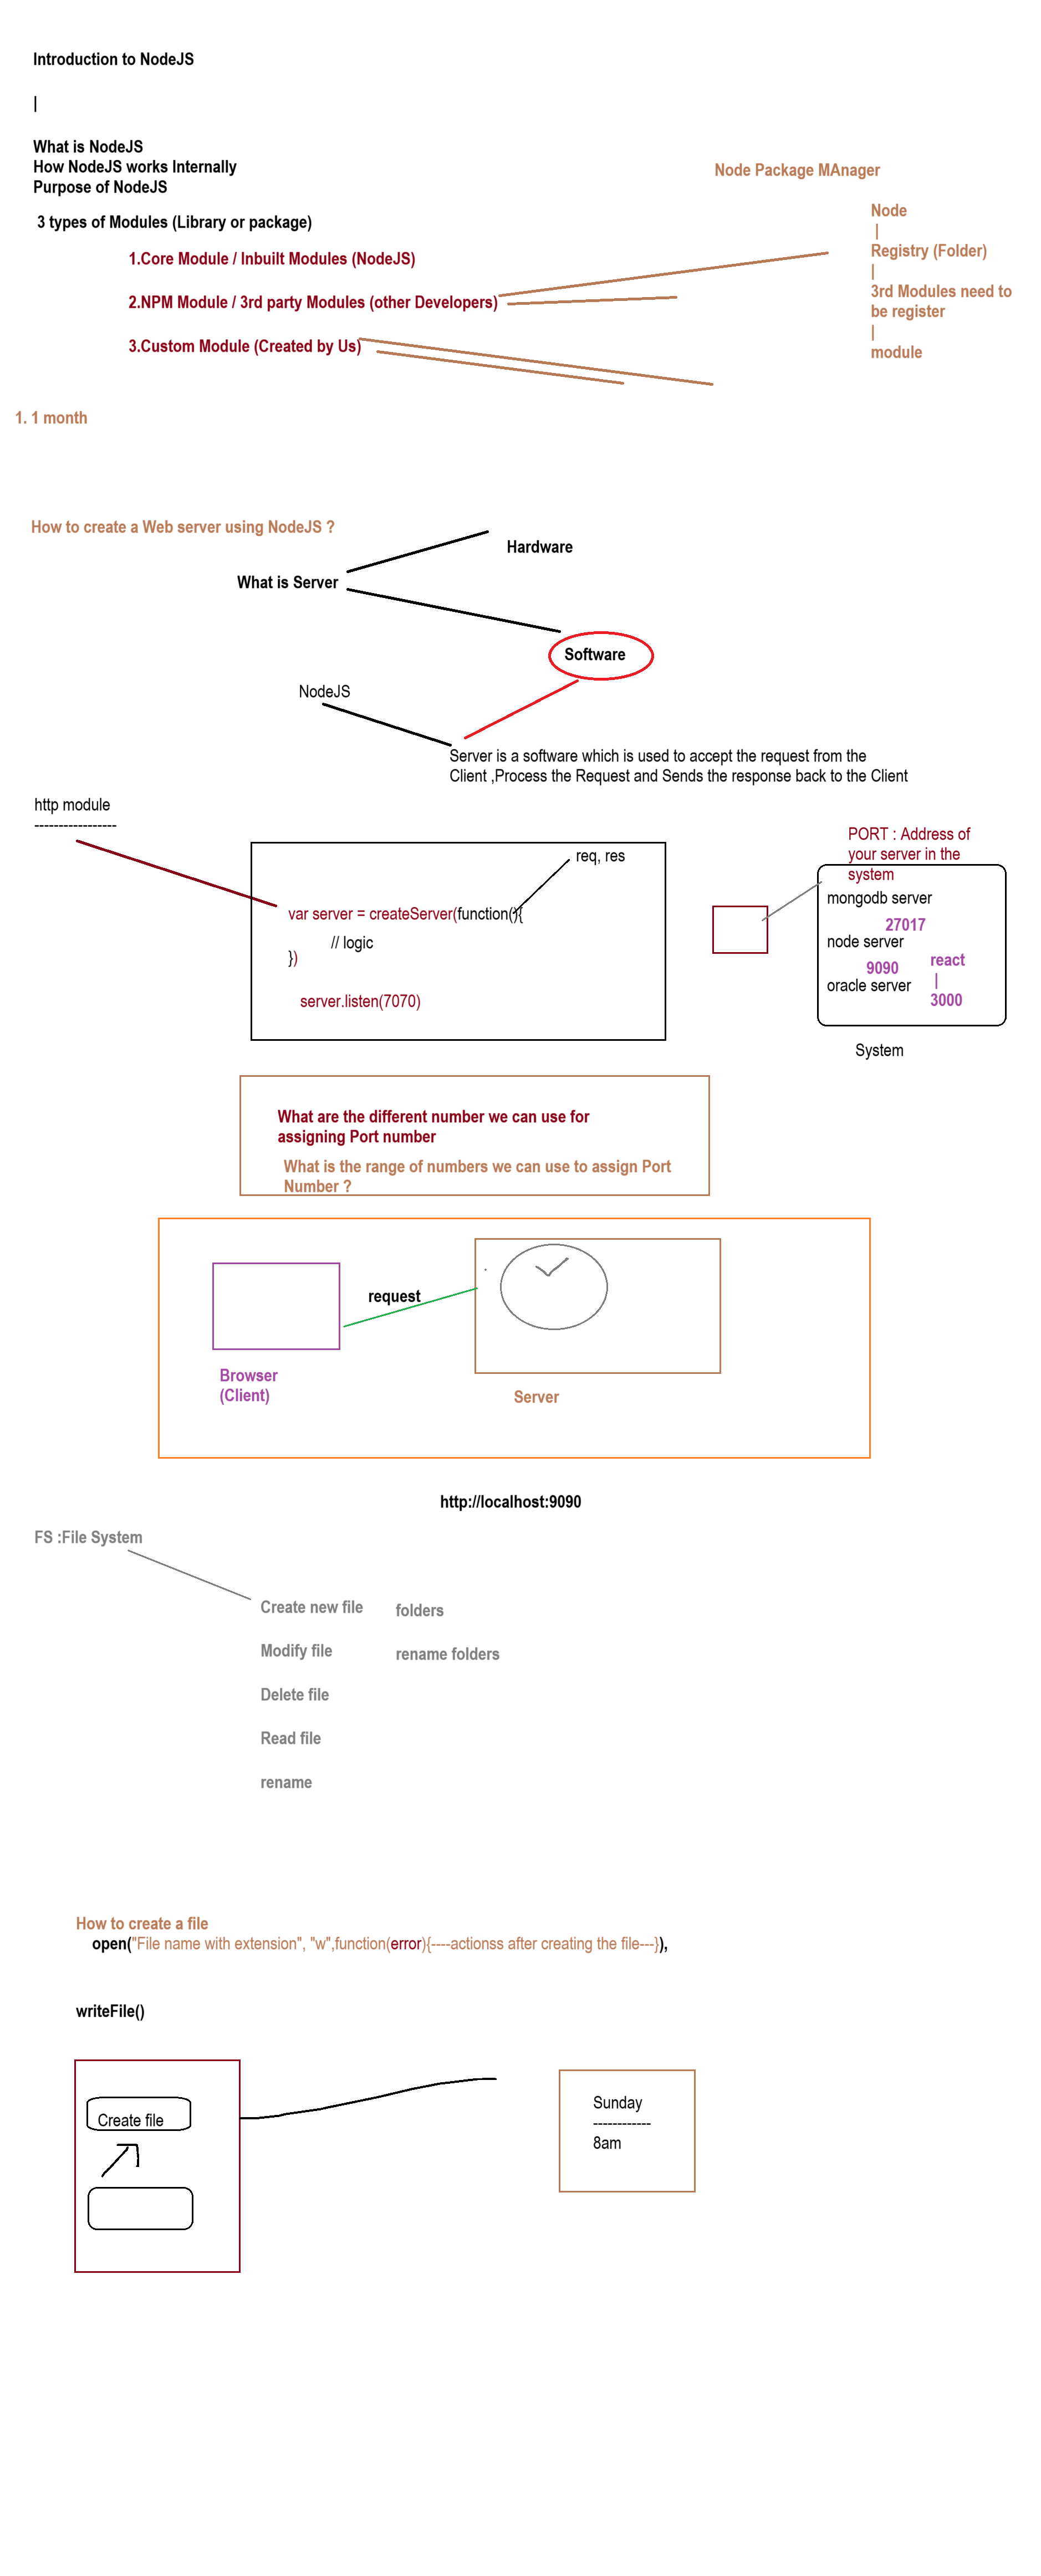 Introduction to NodeJS
|
What is NodeJS
How NodeJS works Internally
Purpose of NodeJS
3 types of Modules (Library or package)
1.Core Module / Inbuilt Modules (NodeJS)
2.NPM Module / 3rd party Modules (other Developers)
3.Custom Module (Created by Us)
Node Package MAnager
Node
|
Registry (Folder)
|
3rd Modules need to
be register
|
module
1. 1 month
How to create a Web server using NodeJS ?
Hardware
What is Server
Software
NodeJS
Server is a software which is used to accept the request from the
Client ,Process the Request and Sends the response back to the Client
http module
-----------------
req, res
var server = createServer(function(){
// logic
})
server.listen(7070)
PORT : Address of
your server in the
system
mongodb server
27017
node server
9090
oracle server
react
|
3000
System
What are the different number we can use for
assigning Port number
What is the range of numbers we can use to assign Port
Number ?
request
Browser
(Client)
Server
http://localhost:9090
FS :File System
Create new file
folders
Modify file
rename folders
Delete file
Read file
rename
How to create a file
open("File name with extension", "w",function(error){----actionss after creating the file---}),
writeFile()
Create file
Sunday
------------
8am